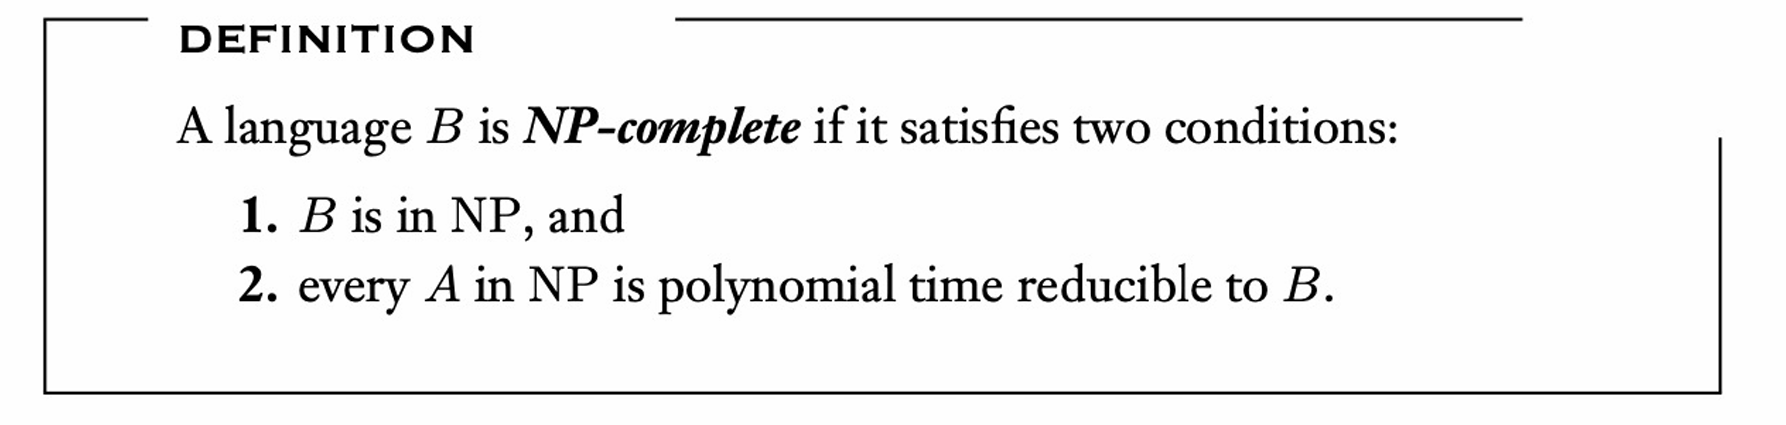 DEFINITION
A language B is NP-complete if it satisfies two conditions:
1. B is in NP, and
2. every A in NP is polynomial time reducible to B.